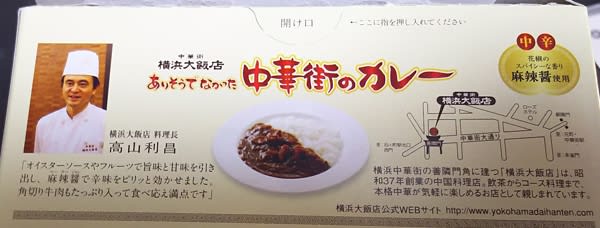 開け口
←ここに指を押し入れてください
中華街
横浜大飯店
ありそうでなかった 中華街のカレー
中辛
花椒の
スパイシーな香り
麻辣醤使用
横浜大飯店 料理長
高山利昌
「オイスターソースやフルーツで旨味と甘味を引き
出し、麻辣醤で辛味をピリッと効かせました。
角切り牛肉もたっぷり入って食べ応え満点です」
中華街
横浜大飯店
ローズ
ホテル
中華街大通り
横浜中華街の善隣門角に建つ「横浜大飯店」は、昭
和37年創業の中国料理店。飲茶からコース料理まで、
本格中華が気軽に楽しめるお店として親しまれています。
横浜大飯店公式WEBサイト http://www.yokohamadaihanten.com/